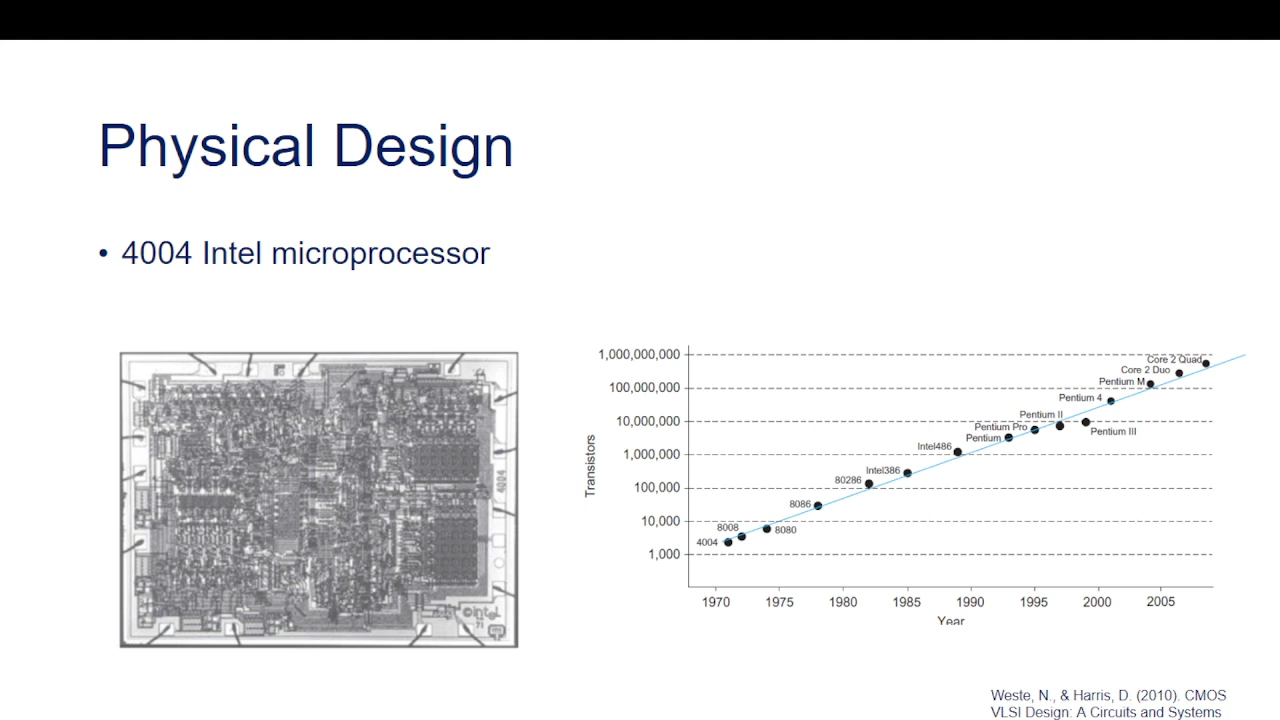 Physical Design
• 4004 Intel microprocessor
4004
©intel
71
1,000,000,000
100,000,000
10,000,000
1,000,000
100,000
10,000
1,000
Transistors
4004
8008
8080
8086
80286
Intel386
Intel486
Pentium
Pentium Pro
Pentium II
Pentium III
Pentium 4
Pentium M
Core 2 Duo
Core 2 Quad
1970 1975 1980 1985 1990 1995 2000 2005
Year
Weste, N., & Harris, D. (2010). CMOS
VLSI Design: A Circuits and Systems